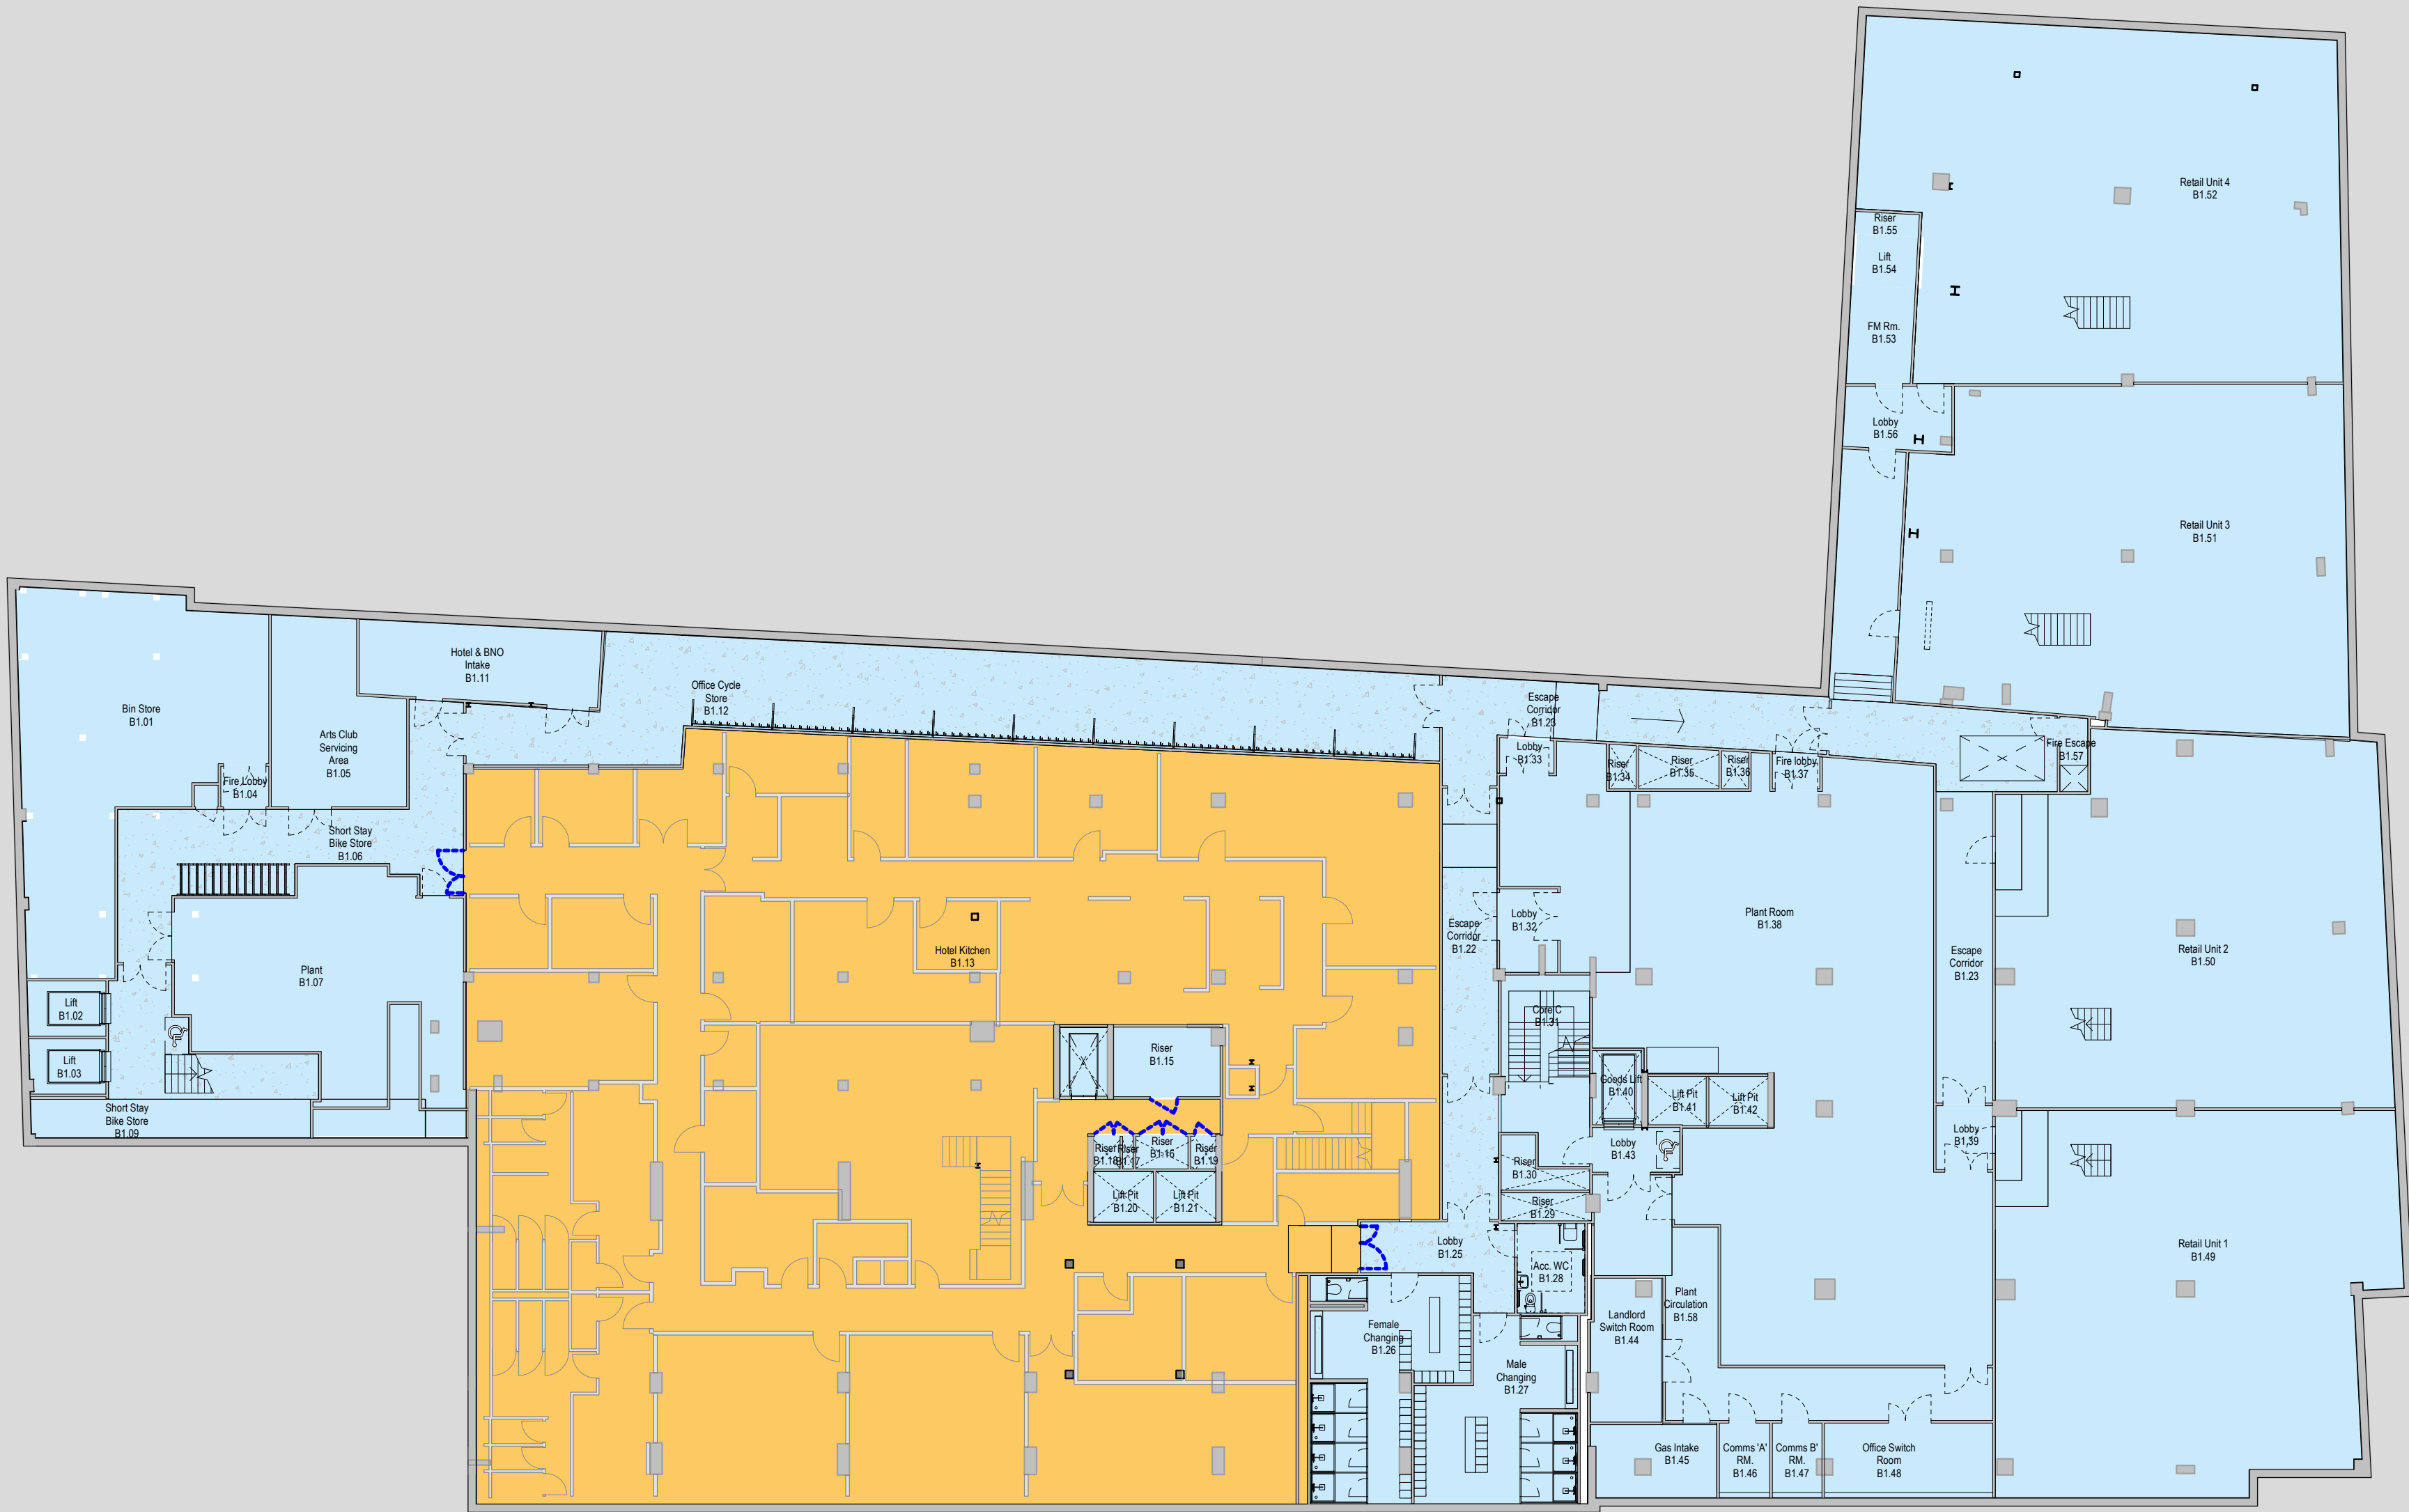 Retail Unit 4
B1.52
Riser
B1.55
Lift
B1.54
FM Rm.
B1.53
Lobby
B1.56
Retail Unit 3
B1.51
Hotel & BNO
Intake
B1.11
Office Cycle
Store
B1.12
Bin Store
B1.01
Arts Club
Servicing
Area
B1.05
Fire Lobby
B1.04
Short Stay
Bike Store
B1.06
Plant
B1.07
Lift
B1.02
Lift
B1.03
Short Stay
Bike Store
B1.09
Hotel Kitchen
B1.13
Riser
B1.15
Riser
B1.18
Riser
B1.17
Riser
B1.16
Riser
B1.19
Lift Pit
B1.20
Lift Pit
B1.21
Escape
Corridor
B1.23
Lobby
B1.33
Riser
B1.34
Riser
B1.35
Riser
B1.36
Fire lobby
B1.37
Fire Escape
B1.57
Escape
Corridor
B1.22
Lobby
B1.32
Plant Room
B1.38
Escape
Corridor
B1.23
Retail Unit 2
B1.50
Core C
B1.31
Goods Lift
B1.40
Lift Pit
B1.41
Lift Pit
B1.42
Lobby
B1.43
Lobby
B1.39
Riser
B1.30
Riser
B1.29
Lobby
B1.25
Acc. WC
B1.28
Female
Changing
B1.26
Male
Changing
B1.27
Landlord
Switch Room
B1.44
Plant
Circulation
B1.58
Retail Unit 1
B1.49
Gas Intake
B1.45
Comms 'A'
RM.
B1.46
Comms B'
RM.
B1.47
Office Switch
Room
B1.48